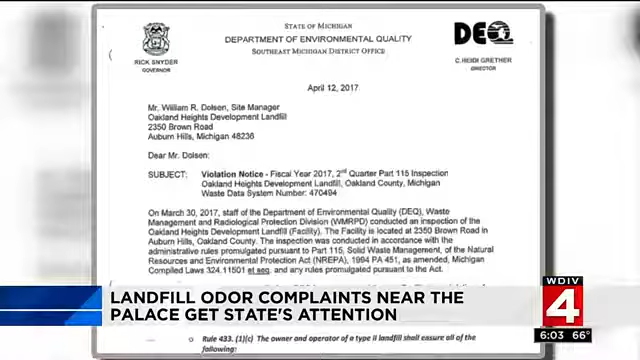 STATE OF MICHIGAN
DEPARTMENT OF ENVIRONMENTAL QUALITY
SOUTHEAST MICHIGAN DISTRICT OFFICE
DEQ
RICK SNYDER
GOVERNOR
C. HEIDI GRETHER
DIRECTOR
April 12, 2017
Mr. William R. Dolsen, Site Manager
Oakland Heights Development Landfill
2350 Brown Road
Auburn Hills, Michigan 48236
Dear Mr. Dolsen:
SUBJECT: Violation Notice - Fiscal Year 2017, 2nd Quarter Part 115 Inspection
Oakland Heights Development Landfill, Oakland County, Michigan
Waste Data System Number: 470494
On March 30, 2017, staff of the Department of Environmental Quality (DEQ), Waste
Management and Radiological Protection Division (WMRPD) conducted an inspection of the
Oakland Heights Development Landfill (Facility). The Facility is located at 2350 Brown Road in
Auburn Hills, Oakland County. The inspection was conducted in accordance with the
administrative rules promulgated pursuant to Part 115, Solid Waste Management, of the Natural
Resources and Environmental Protection Act (NREPA), 1994 PA 451, as amended, Michigan
Compiled Laws 324.11501 et seq. and any rules promulgated pursuant to the Act.
LANDFILL ODOR COMPLAINTS NEAR THE
PALACE GET STATE'S ATTENTION
WDIV
4
6:03 66°
o Rule 433. (1)(c) The owner or operator of a type ii landfill shall ensure all of the
following: